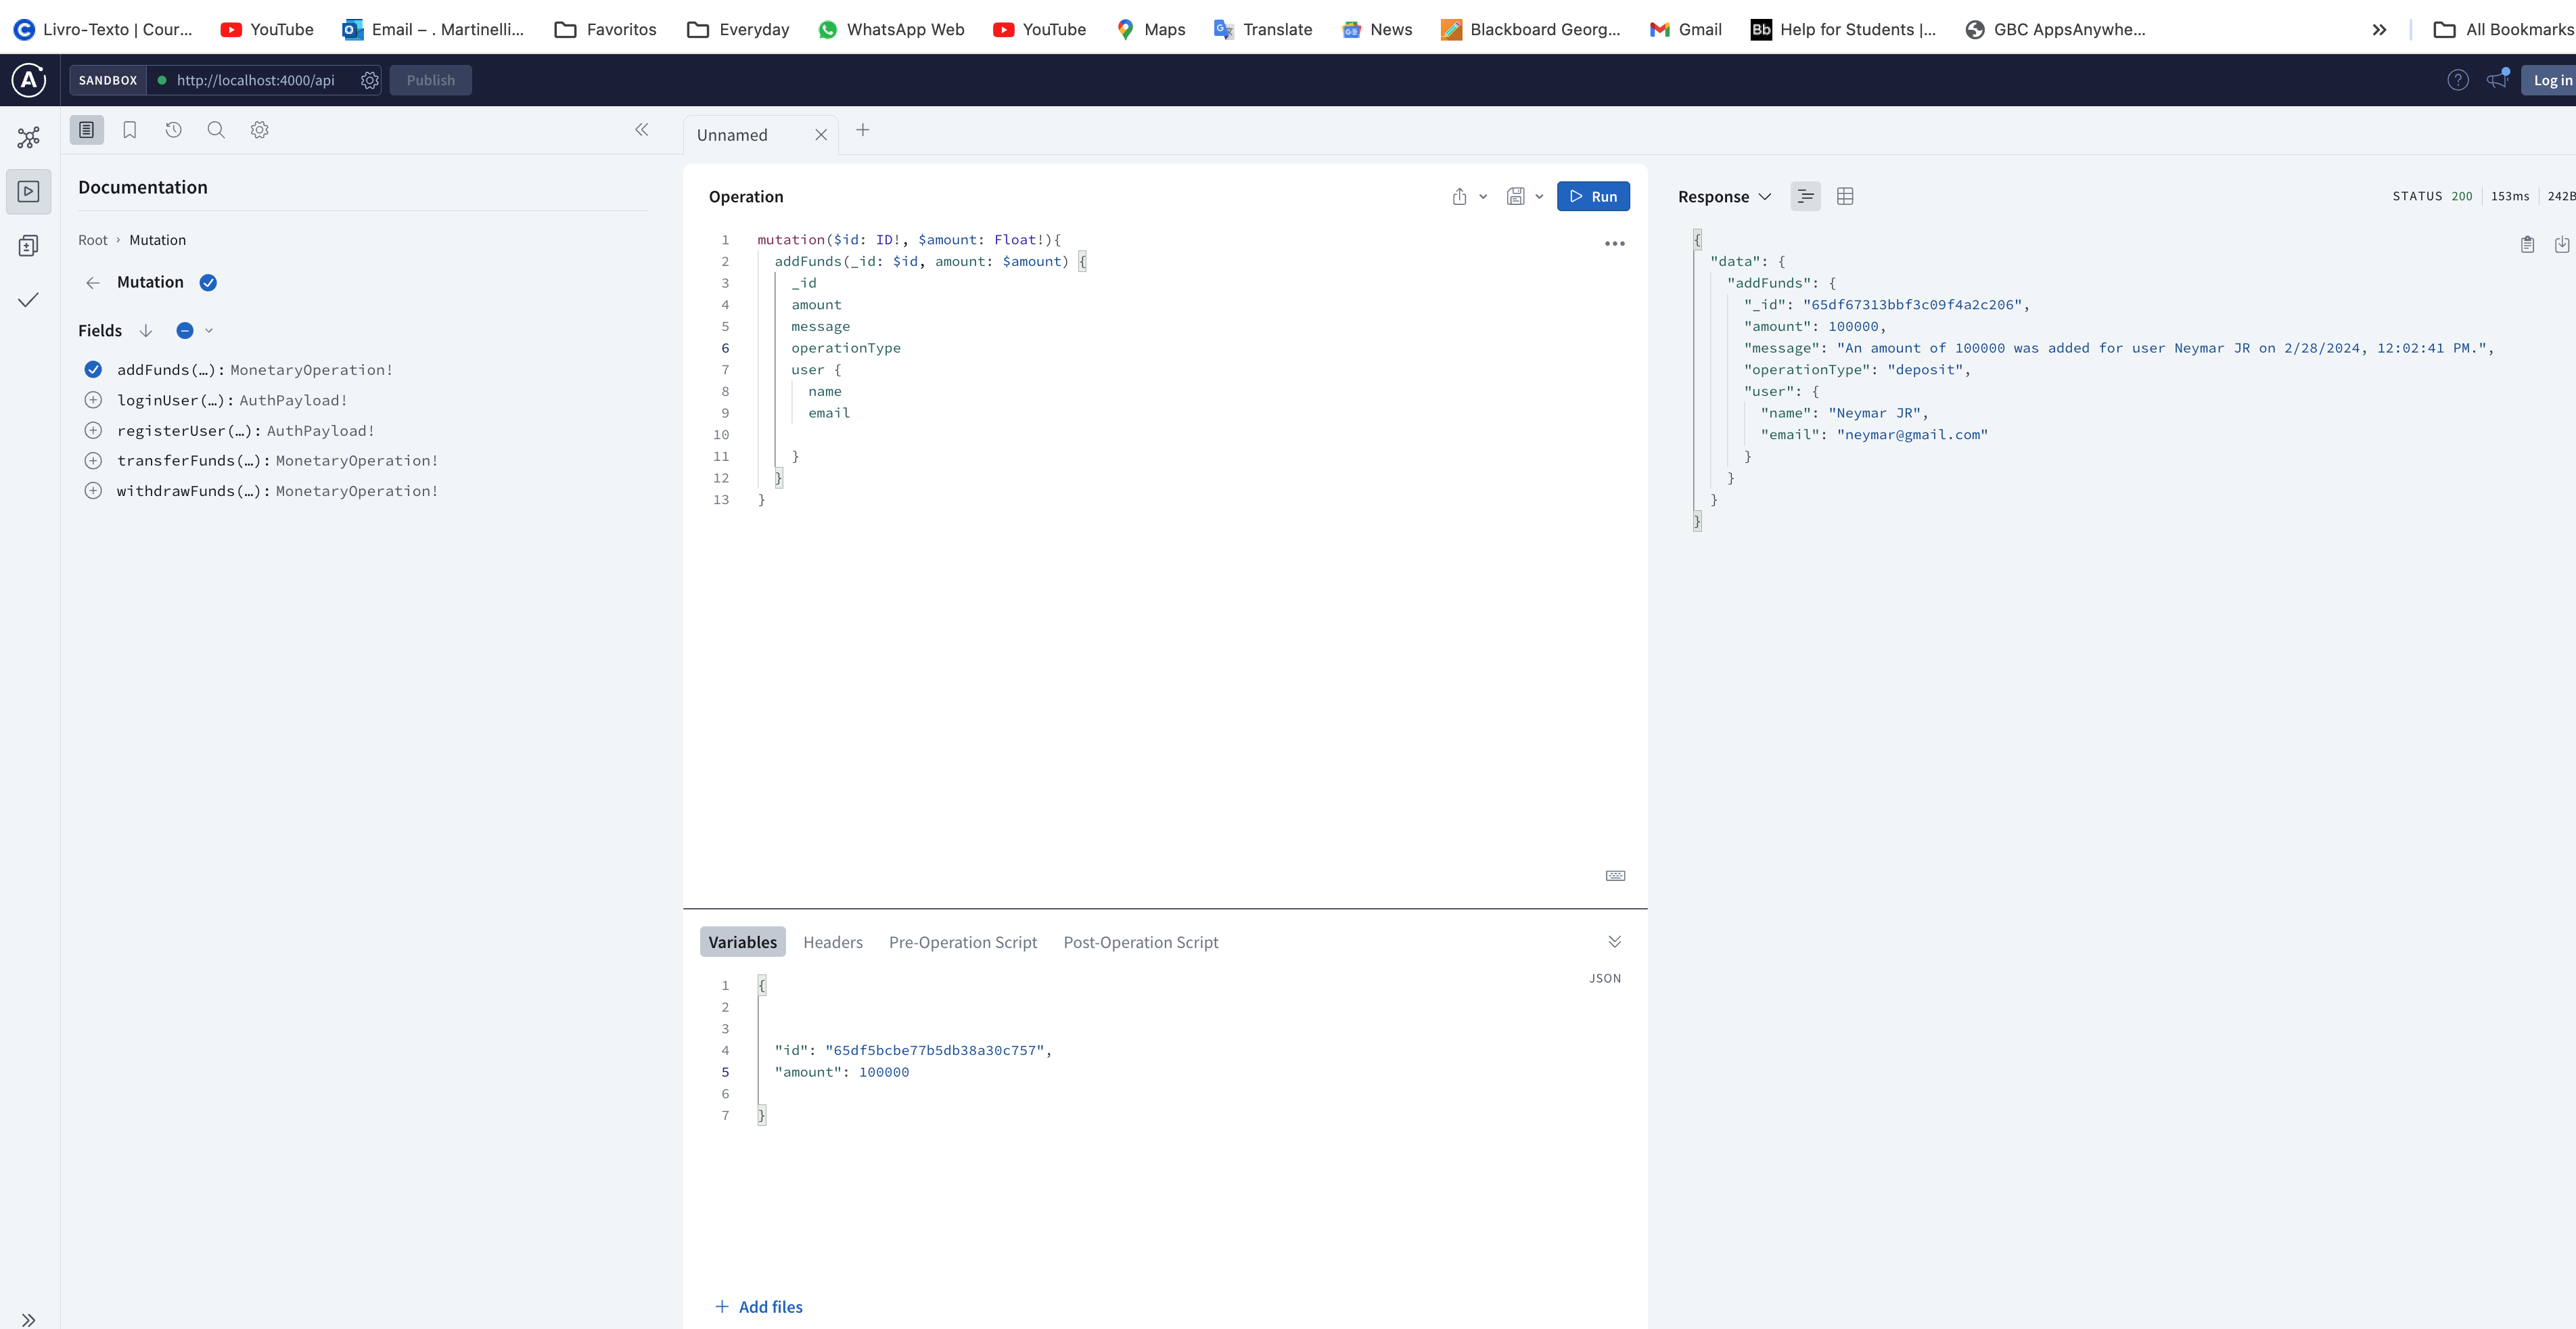 Livro-Texto | Cour... YouTube Email – . Martinelli... Favoritos Everyday WhatsApp Web YouTube Maps Translate News Blackboard Georg... Gmail Bb Help for Students |... GBC AppsAnywhe... All Bookmarks
SANDBOX http://localhost:4000/api Publish Log in
Unnamed
Documentation
Root › Mutation
Mutation
Fields
addFunds(…): MonetaryOperation!
loginUser(…): AuthPayload!
registerUser(…): AuthPayload!
transferFunds(…): MonetaryOperation!
withdrawFunds(…): MonetaryOperation!
Operation Run
1 mutation($id: ID!, $amount: Float!){
2 addFunds(_id: $id, amount: $amount) {
3 _id
4 amount
5 message
6 operationType
7 user {
8 name
9 email
10
11 }
12 }
13 }
Variables Headers Pre-Operation Script Post-Operation Script
JSON
1 {
2
3
4 "id": "65df5bcbe77b5db38a30c757",
5 "amount": 100000
6
7 }
+ Add files
Response STATUS 200 153ms 242B
{
"data": {
"addFunds": {
"_id": "65df67313bbf3c09f4a2c206",
"amount": 100000,
"message": "An amount of 100000 was added for user Neymar JR on 2/28/2024, 12:02:41 PM.",
"operationType": "deposit",
"user": {
"name": "Neymar JR",
"email": "neymar@gmail.com"
}
}
}
}